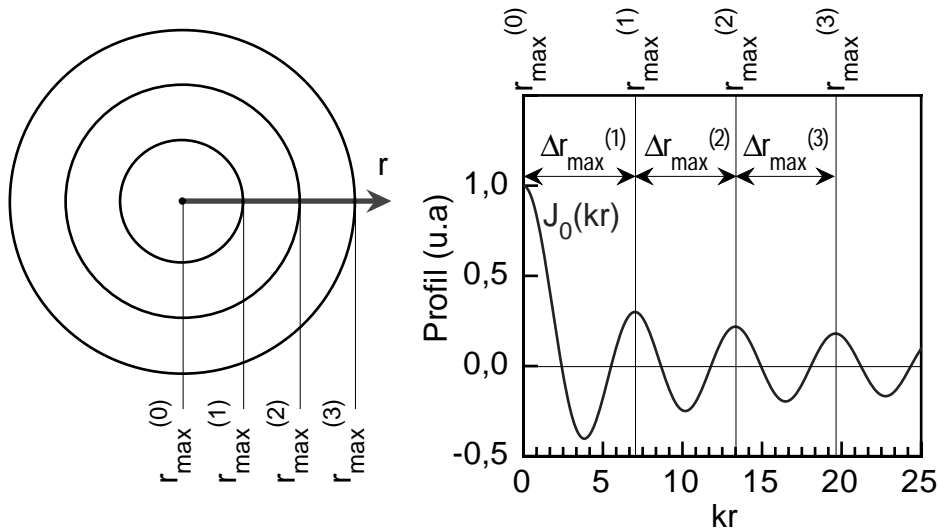 r
r_max^(0)
r_max^(1)
r_max^(2)
r_max^(3)
r_max^(0)
r_max^(1)
r_max^(2)
r_max^(3)
Δr_max^(1) Δr_max^(2) Δr_max^(3)
J_0(kr)
Profil (u.a)
1,0
0,5
0,0
-0,5
0 5 10 15 20 25
kr